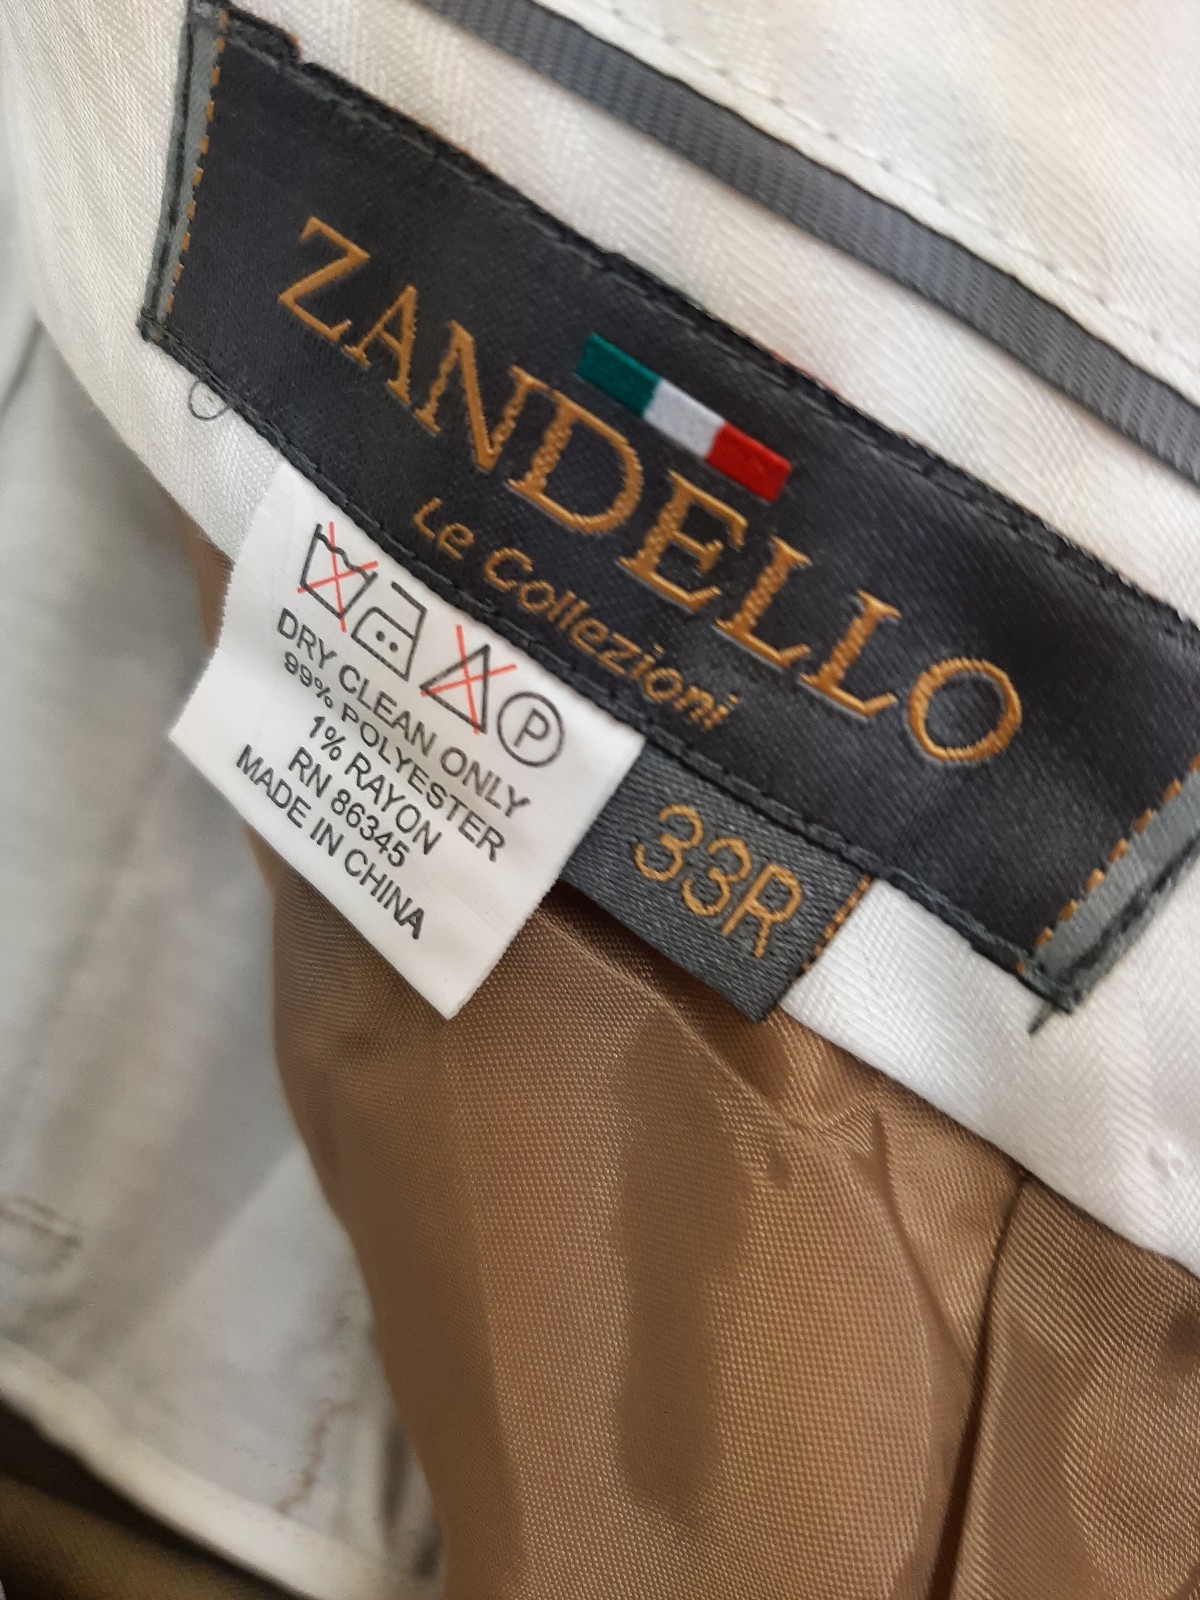 ZANDELLO
Le Collezioni
P
DRY CLEAN ONLY
99% POLYESTER
1% RAYON
RN 86345
MADE IN CHINA
33R